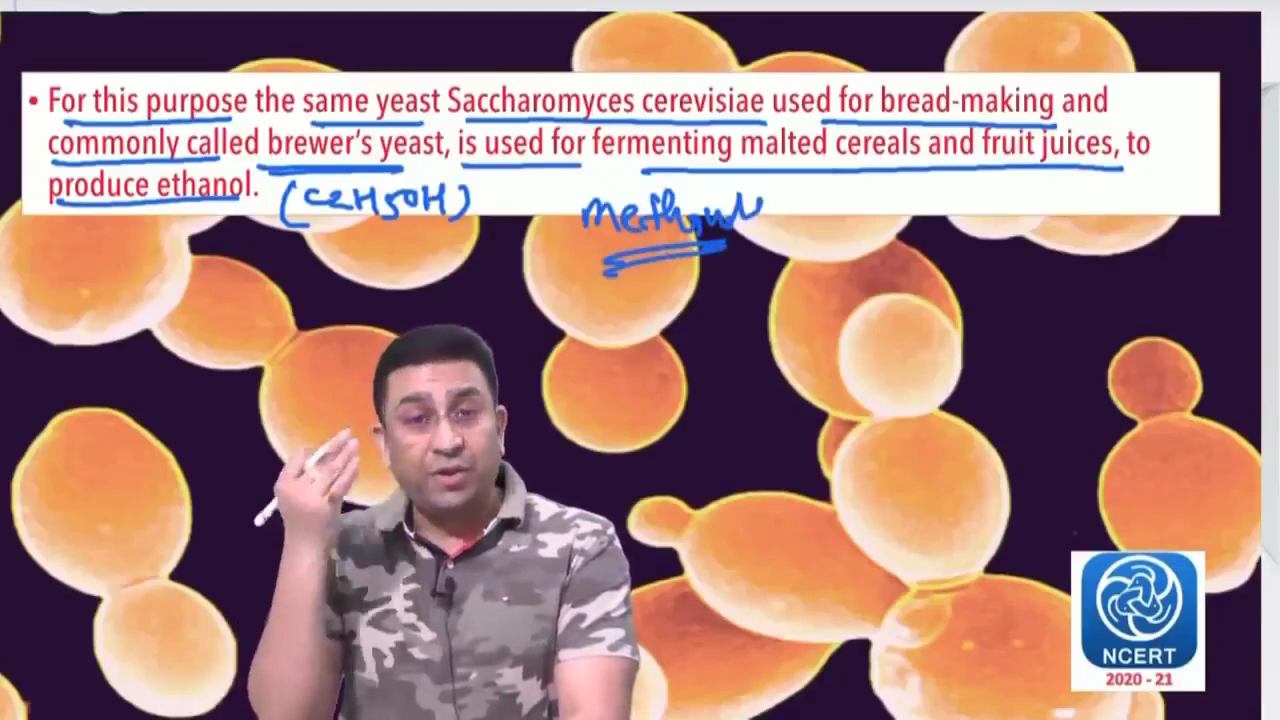 • For this purpose the same yeast Saccharomyces cerevisiae used for bread-making and
commonly called brewer's yeast, is used for fermenting malted cereals and fruit juices, to
produce ethanol.
(C2H5OH)
NCERT
2020 - 21